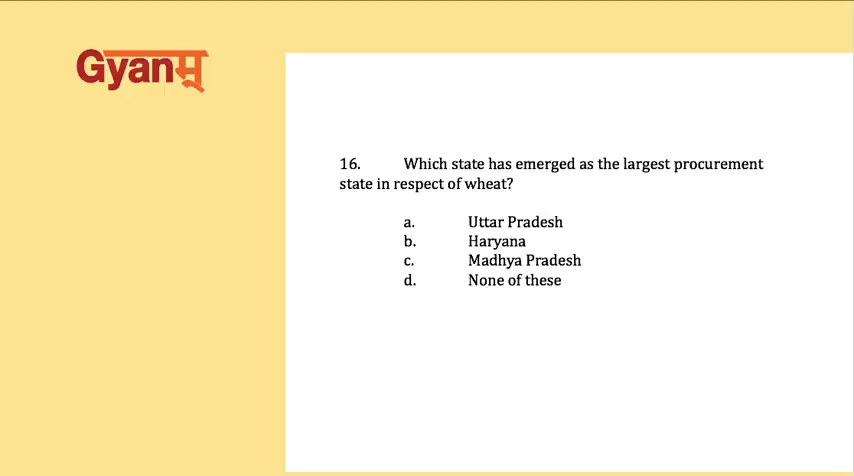 Gyanम्
16. Which state has emerged as the largest procurement
state in respect of wheat?
a. Uttar Pradesh
b. Haryana
c. Madhya Pradesh
d. None of these